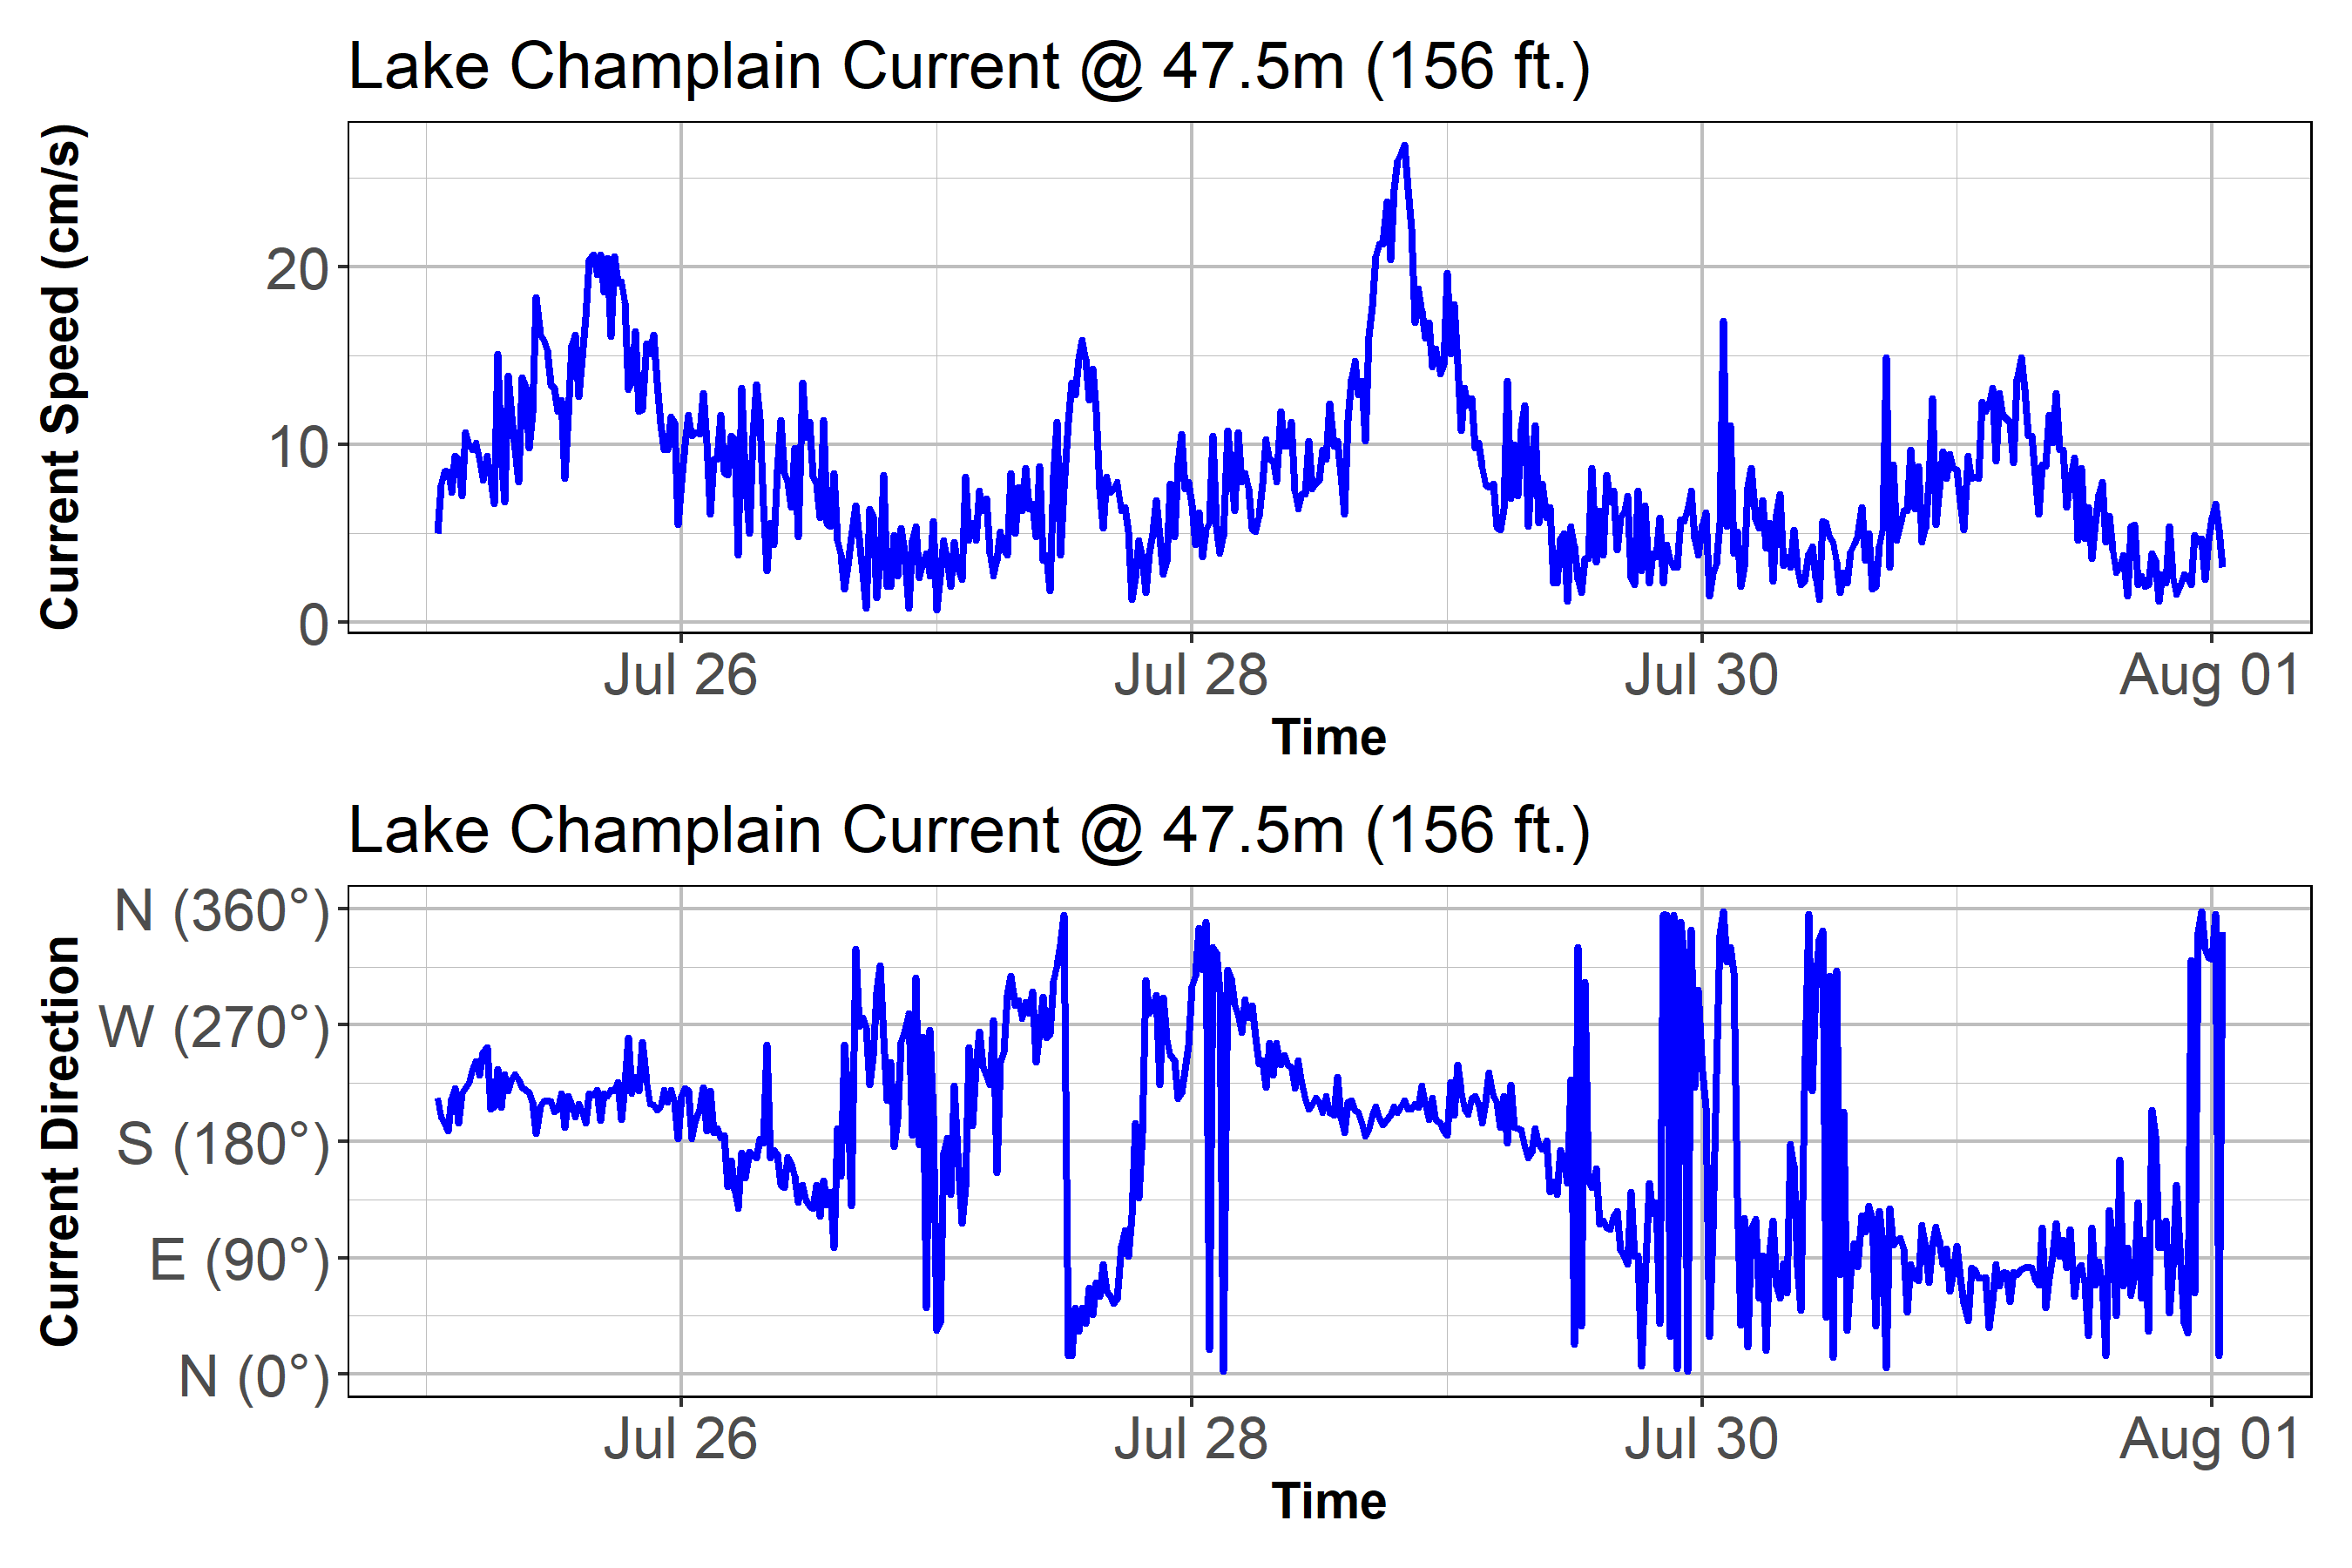 Lake Champlain Current @ 47.5m (156 ft.)
Current Speed (cm/s)
20
10
0
Jul 26
Jul 28
Jul 30
Aug 01
Time
Lake Champlain Current @ 47.5m (156 ft.)
Current Direction
N (360°)
W (270°)
S (180°)
E (90°)
N (0°)
Jul 26
Jul 28
Jul 30
Aug 01
Time